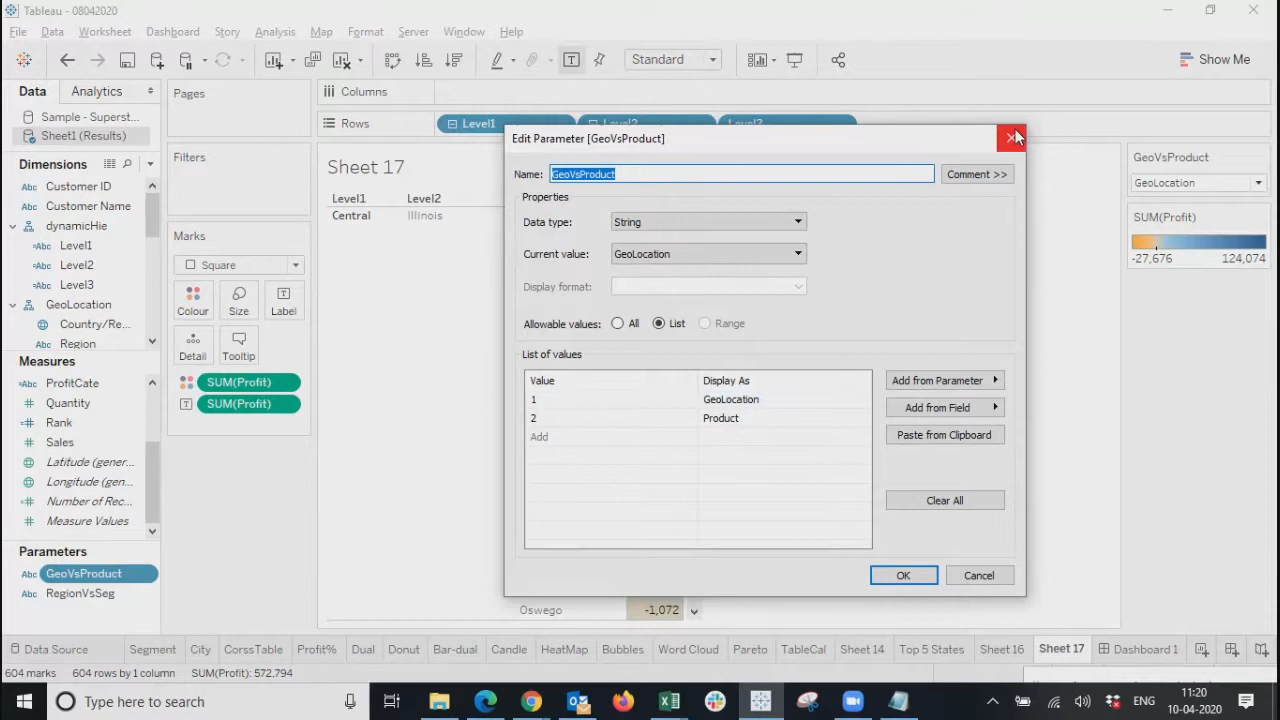 Tableau - 08042020
File Data Worksheet Dashboard Story Analysis Map Format Server Window Help
Standard
Show Me
Data Analytics
Sample - Superst...
Sheet1 (Results)
Dimensions
Abc Customer ID
Abc Customer Name
dynamicHie
=Abc Level1
=Abc Level2
=Abc Level3
GeoLocation
Country/Re...
Abc Region
Measures
ProfitCate
Quantity
Rank
Sales
Latitude (gener...
Longitude (gen...
Number of Rec...
Measure Values
Parameters
Abc GeoVsProduct
Abc RegionVsSeg
Pages
Filters
Marks
Square
Colour Size Label
Detail Tooltip
SUM(Profit)
SUM(Profit)
Columns
Rows
Level1
Sheet 17
Level1 Level2
Central Illinois
Oswego -1,072
Edit Parameter [GeoVsProduct]
Name: GeoVsProduct Comment >>
Properties
Data type: String
Current value: GeoLocation
Display format:
Allowable values: All List Range
List of values
Value Display As
1 GeoLocation
2 Product
Add
Add from Parameter
Add from Field
Paste from Clipboard
Clear All
OK Cancel
GeoVsProduct
GeoLocation
SUM(Profit)
-27,676 124,074
Data Source Segment City CorssTable Profit% Dual Donut Bar-dual Candle HeatMap Bubbles Word Cloud Pareto TableCal Sheet 14 Top 5 States Sheet 16 Sheet 17 Dashboard 1
604 marks 604 rows by 1 column SUM(Profit): 572,794
Type here to search
ENG
11:20
10-04-2020